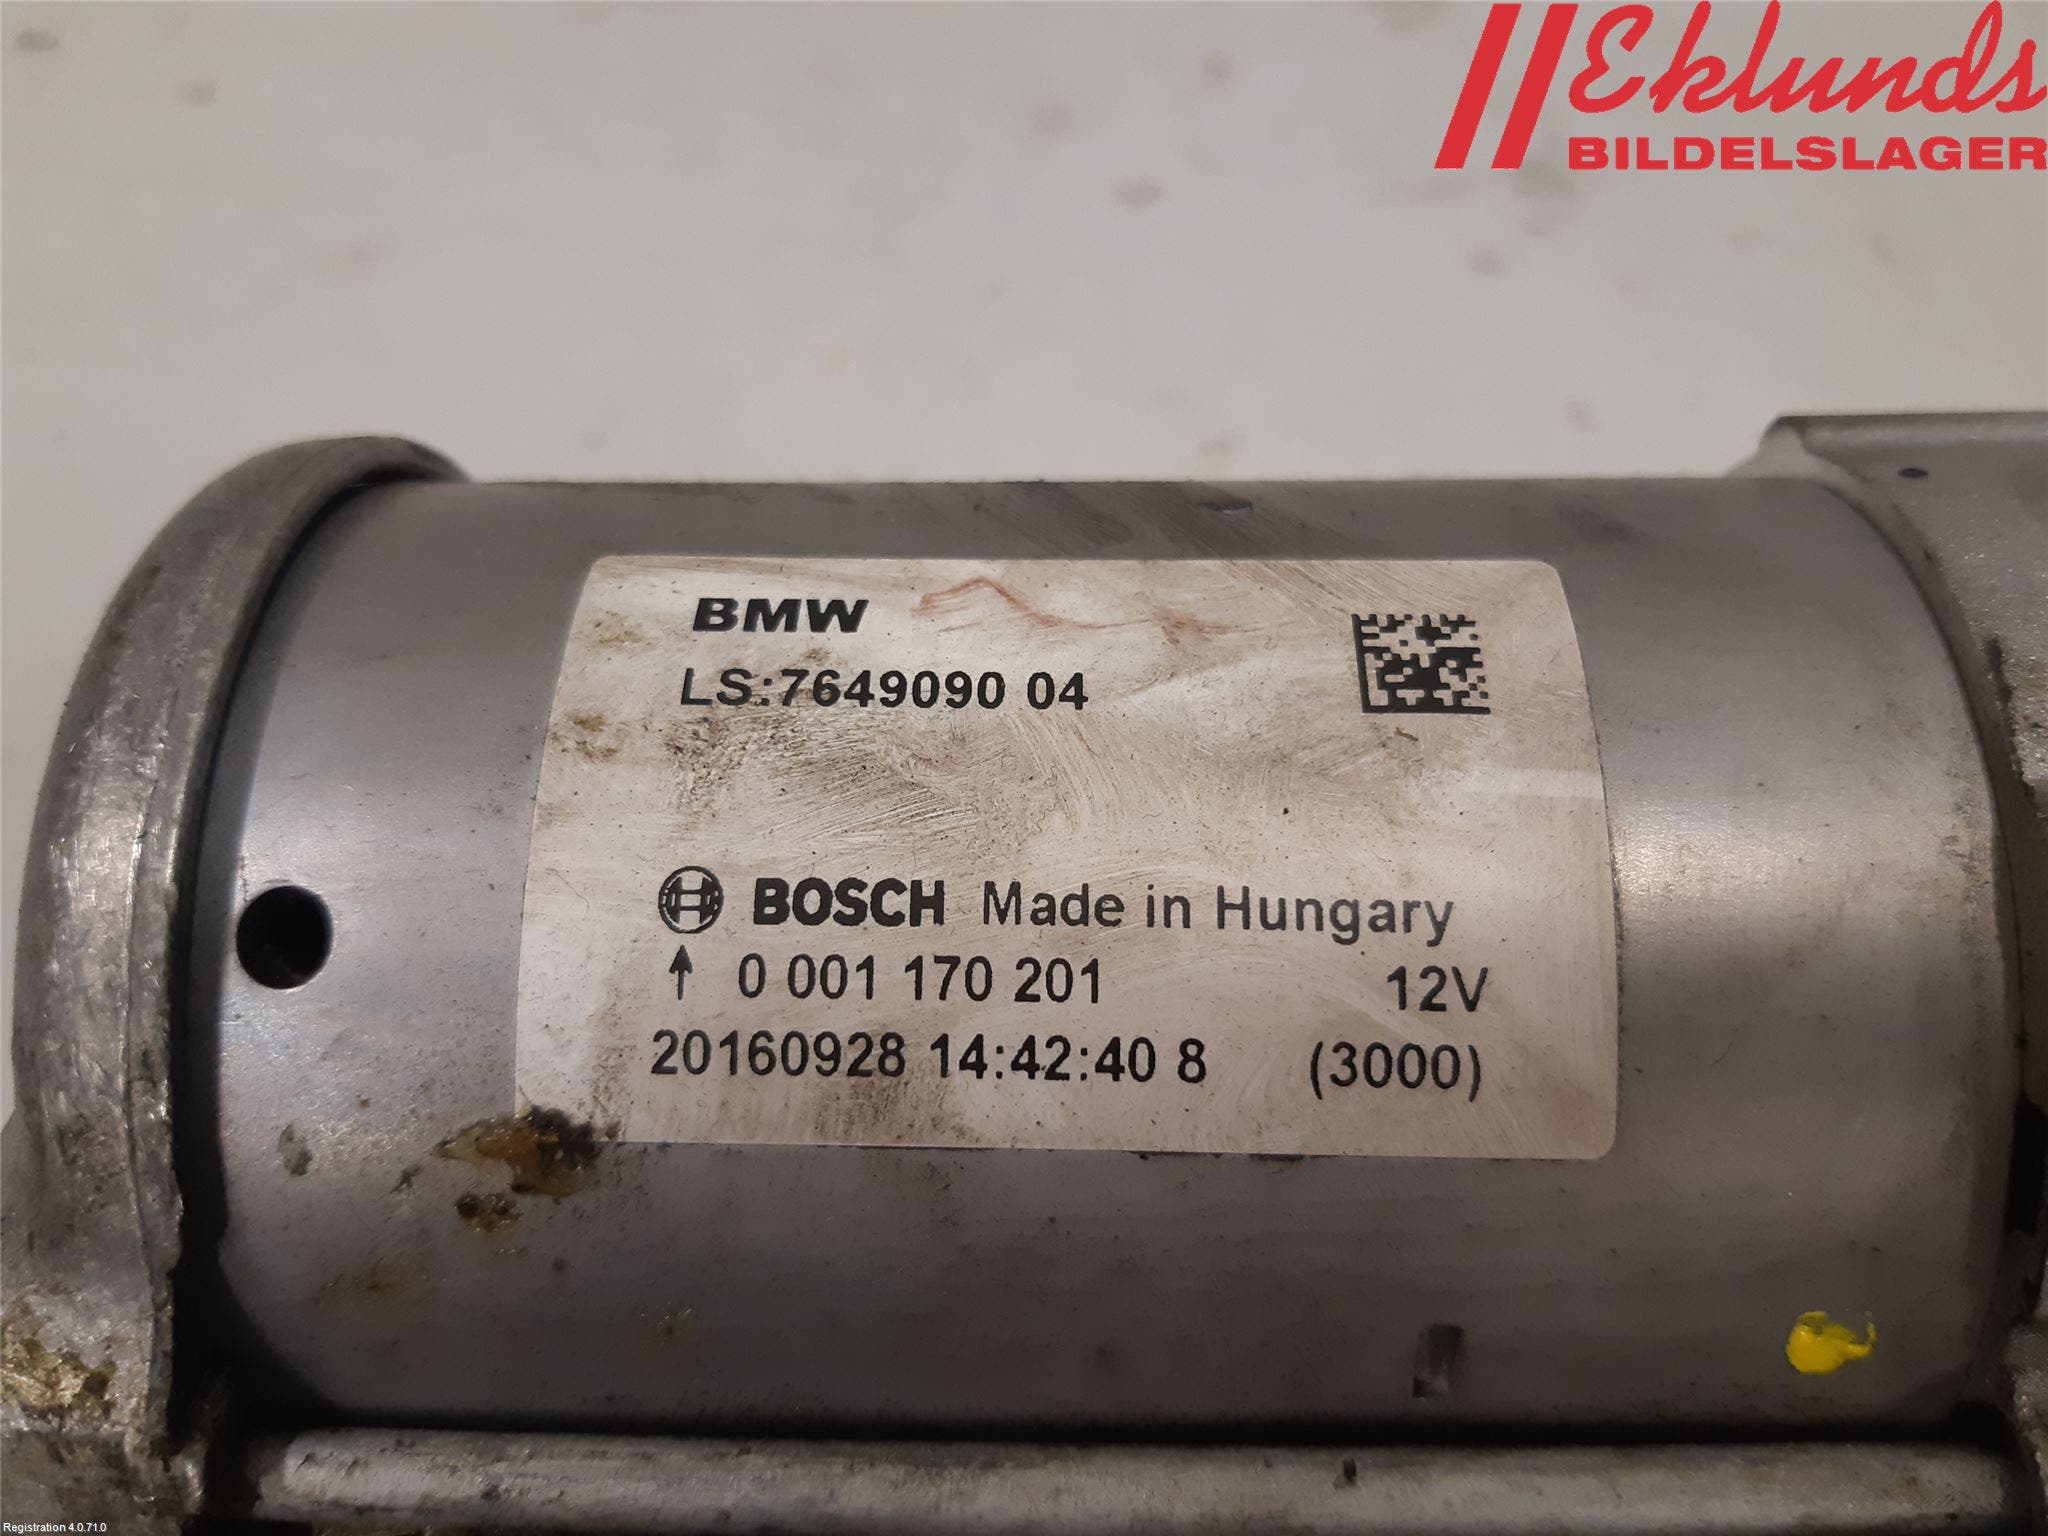 Eklunds
BILDELSLAGER
BMW
LS:7649090 04
BOSCH Made in Hungary
↑ 0 001 170 201 12V
20160928 14:42:40 8 (3000)
Registration 4.0.71.0